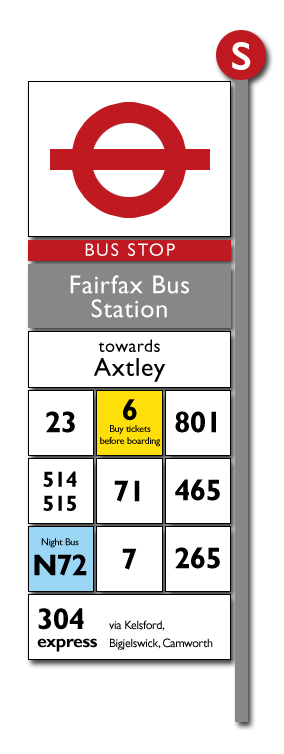 S
BUS STOP
Fairfax Bus
Station
towards
Axtley
23
6
Buy tickets
before boarding
801
514
515
71
465
Night Bus
N72
7
265
304
express
via Kelsford,
Bigjelswick, Camworth